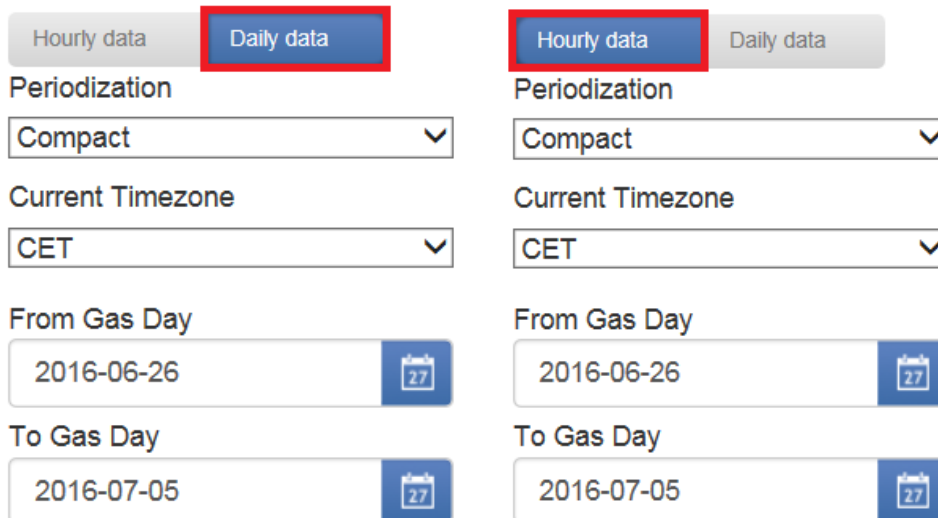 Hourly data Daily data
Periodization
Compact
Current Timezone
CET
From Gas Day
2016-06-26
27
To Gas Day
2016-07-05
27
Hourly data Daily data
Periodization
Compact
Current Timezone
CET
From Gas Day
2016-06-26
27
To Gas Day
2016-07-05
27